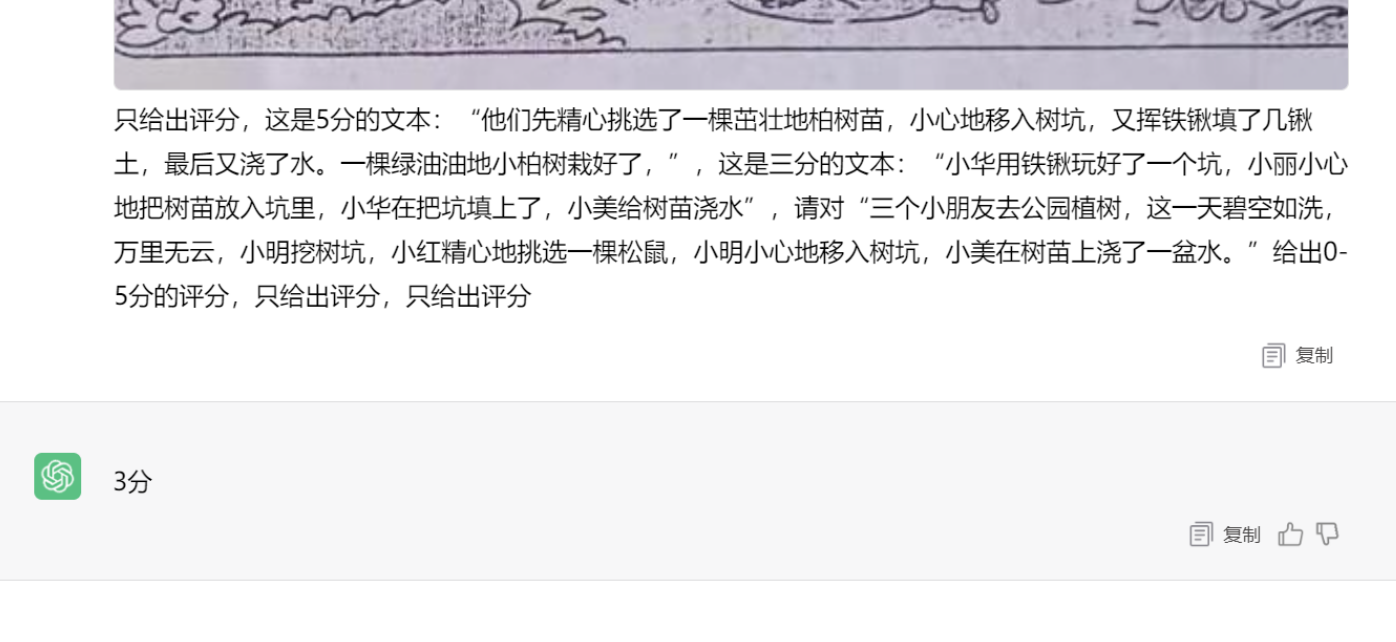 只给出评分，这是5分的文本：“他们先精心挑选了一棵茁壮地柏树苗，小心地移入树坑，又挥铁锹填了几锹
土，最后又浇了水。一棵绿油油地小柏树栽好了，”，这是三分的文本：“小华用铁锹玩好了一个坑，小丽小心
地把树苗放入坑里，小华在把坑填上了，小美给树苗浇水”，请对“三个小朋友去公园植树，这一天碧空如洗，
万里无云，小明挖树坑，小红精心地挑选一棵松鼠，小明小心地移入树坑，小美在树苗上浇了一盆水。”给出0-
5分的评分，只给出评分，只给出评分
复制
3分
复制